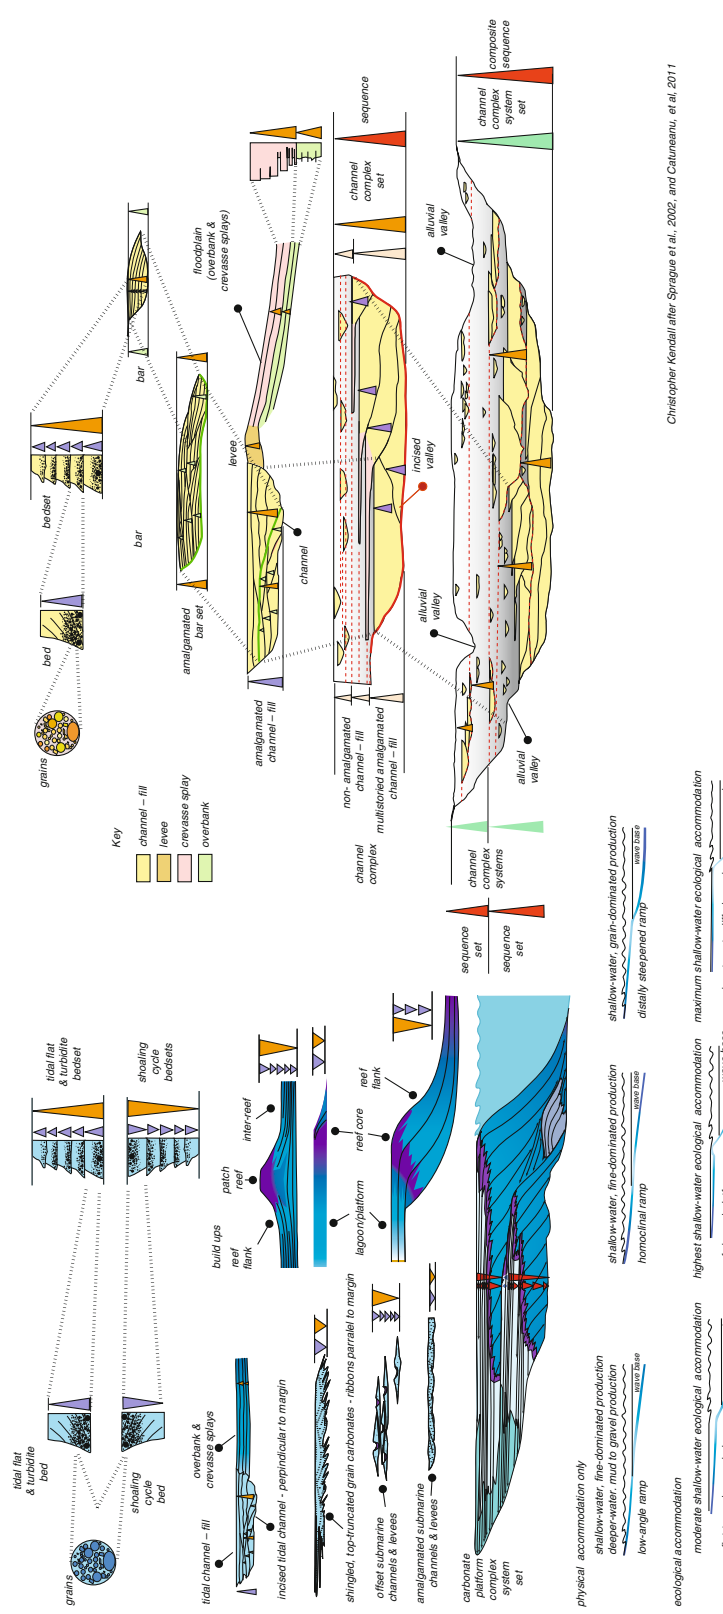 grains
bed
bedset
bar
bar
amalgamated
bar set
levee
floodplain
(overbank &
crevasse splays)
channel
amalgamated
channel – fill
Key
channel – fill
levee
crevasse splay
overbank
non- amalgamated
channel – fill
multistoried amalgamated
channel – fill
channel
complex
incised
valley
channel
complex
set
sequence
alluvial
valley
alluvial
valley
alluvial
valley
channel
complex
systems
sequence
set
sequence
set
channel
complex
system
set
composite
sequence
Christopher Kendall after Sprague et al., 2002, and Catuneanu, et al, 2011
grains
tidal flat
& turbidite
bed
shoaling
cycle
bed
tidal flat
& turbidite
bedset
shoaling
cycle
bedsets
tidal channel – fill
overbank &
crevasse splays
incised tidal channel - perpindicular to margin
shingled, top-truncated grain carbonates - ribbons parralel to margin
offset submarine
channels & levees
amalgamated submarine
channels & levees
build ups
reef
flank
patch
reef
inter-reef
reef core
lagoon/platform
reef
flank
carbonate
platform
complex
system
set
physical accommodation only
shallow-water, fine-dominated production
deeper-water. mud to gravel production
wave base
low-angle ramp
shallow-water, fine-dominated production
wave base
homoclinal ramp
shallow-water, grain-dominated production
wave base
distally steepened ramp
ecological accommodation
moderate shallow-water ecological accommodation
highest shallow-water ecological accommodation
maximum shallow-water ecological accommodation